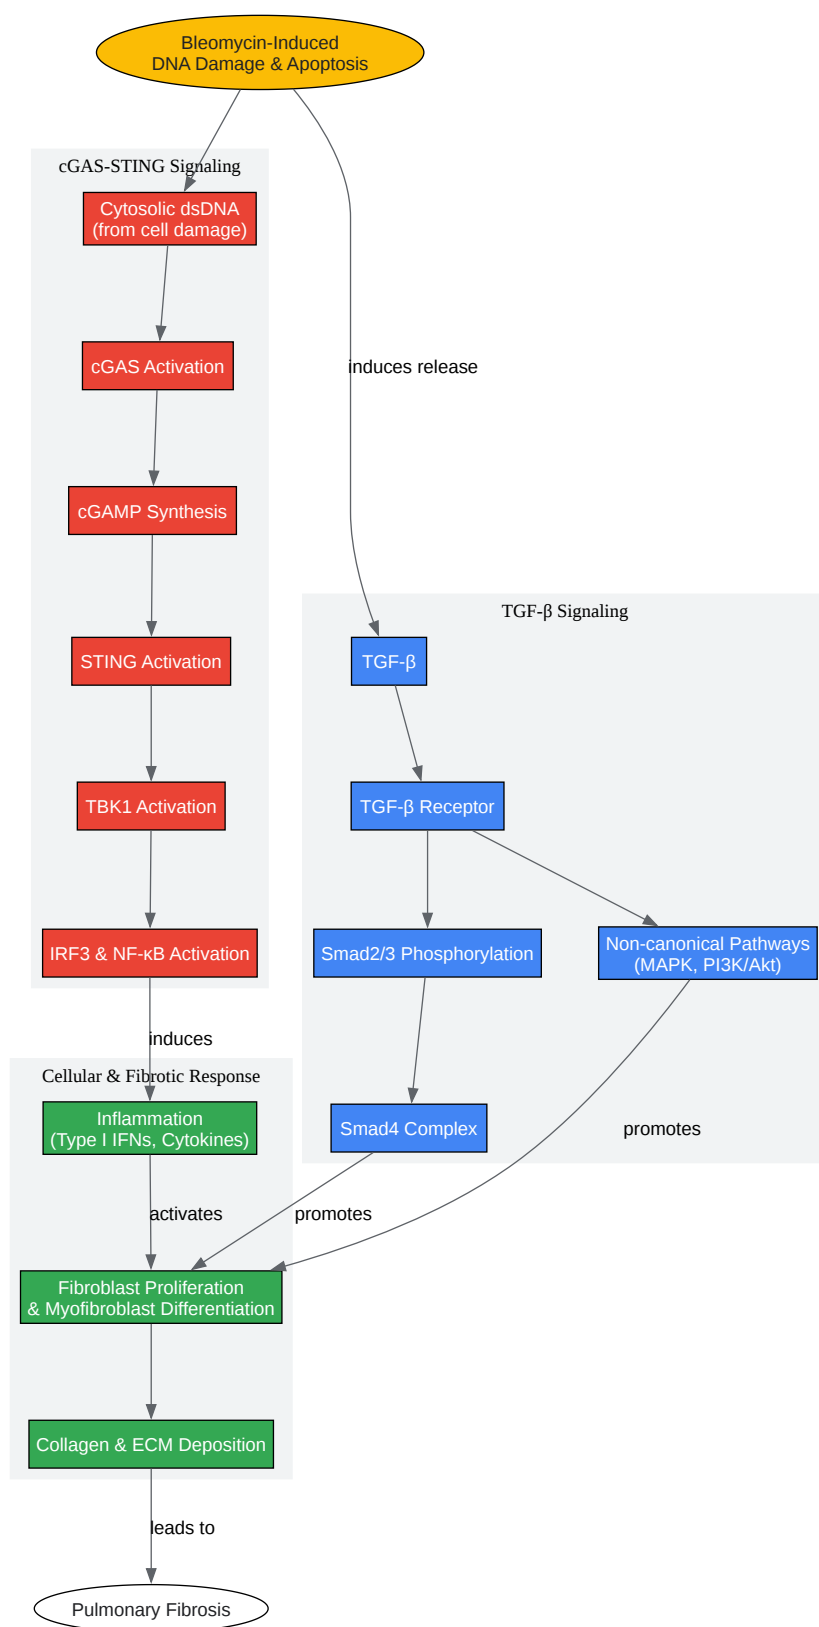 Bleomycin-Induced
DNA Damage & Apoptosis
cGAS-STING Signaling
Cytosolic dsDNA
(from cell damage)
cGAS Activation
induces release
cGAMP Synthesis
TGF-β Signaling
STING Activation
TGF-β
TBK1 Activation
TGF-β Receptor
IRF3 & NF-κB Activation
Smad2/3 Phosphorylation
Non-canonical Pathways
(MAPK, PI3K/Akt)
induces
Cellular & Fibrotic Response
Inflammation
(Type I IFNs, Cytokines)
Smad4 Complex
promotes
activates
promotes
Fibroblast Proliferation
& Myofibroblast Differentiation
Collagen & ECM Deposition
leads to
Pulmonary Fibrosis